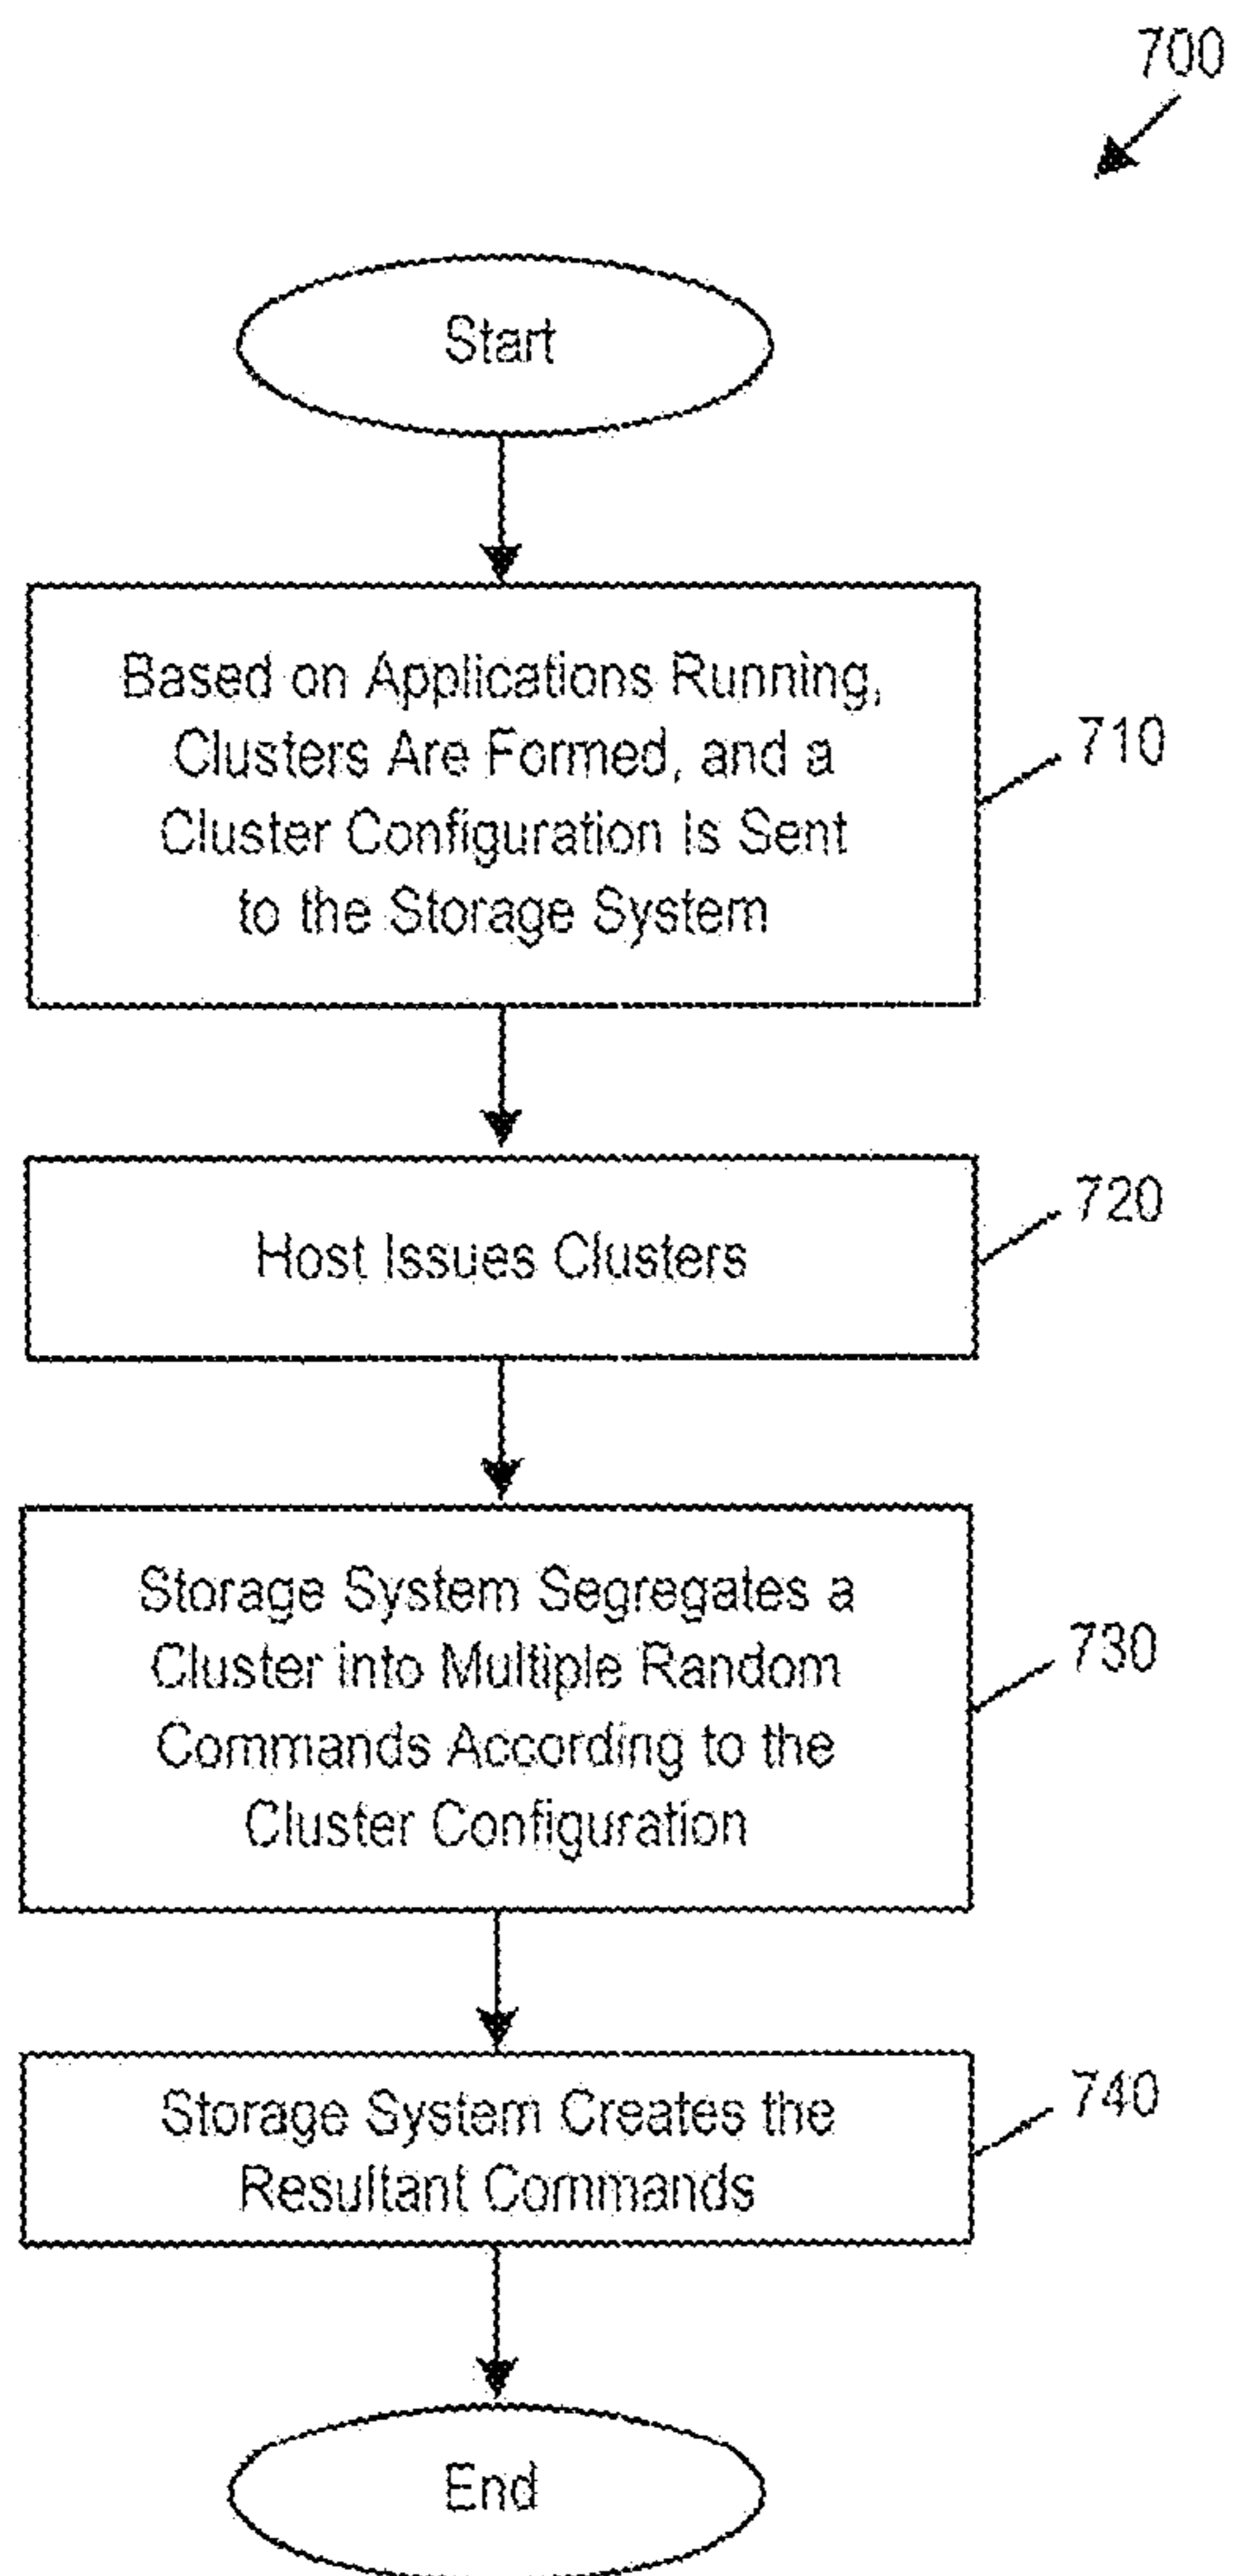 700
Start
Based on Applications Running,
Clusters Are Formed, and a
Cluster Configuration Is Sent
to the Storage System
710
Host Issues Clusters
720
Storage System Segregates a
Cluster into Multiple Random
Commands According to the
Cluster Configuration
730
Storage System Creates the
Resultant Commands
740
End